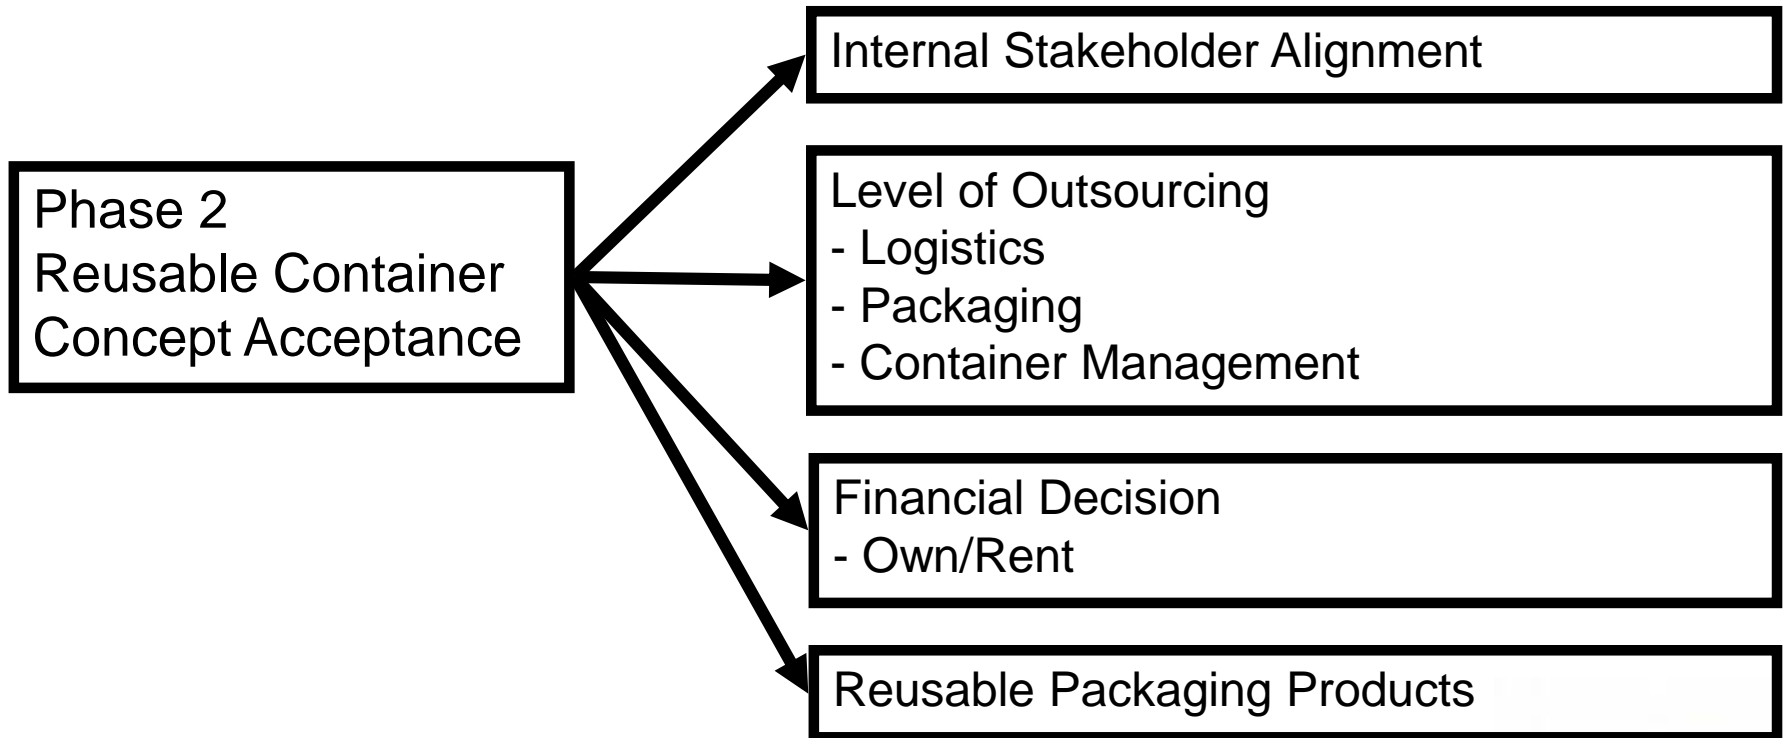 Phase 2
Reusable Container
Concept Acceptance
Internal Stakeholder Alignment
Level of Outsourcing
- Logistics
- Packaging
- Container Management
Financial Decision
- Own/Rent
Reusable Packaging Products